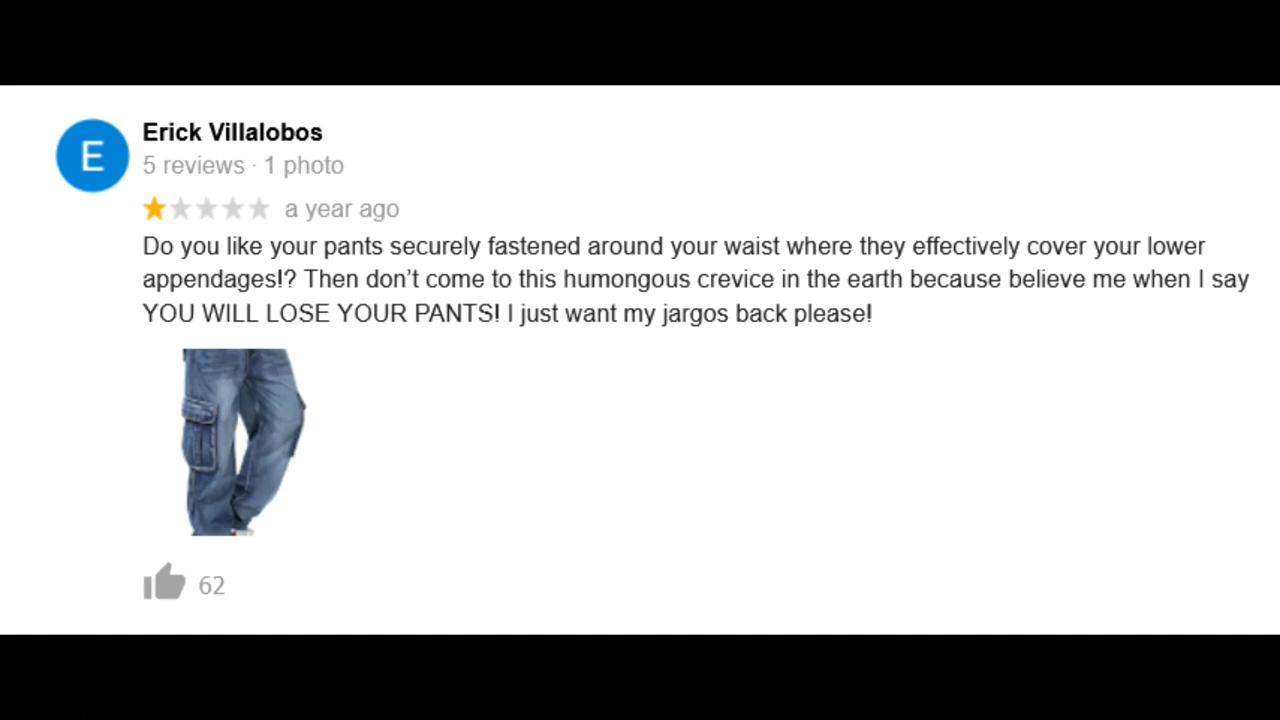 E
Erick Villalobos
5 reviews · 1 photo
a year ago
Do you like your pants securely fastened around your waist where they effectively cover your lower
appendages!? Then don’t come to this humongous crevice in the earth because believe me when I say
YOU WILL LOSE YOUR PANTS! I just want my jargos back please!
62